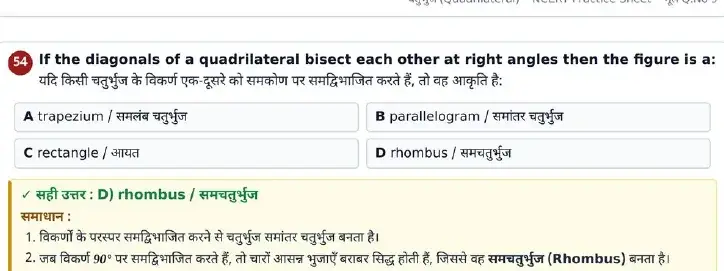 54 If the diagonals of a quadrilateral bisect each other at right angles then the figure is a:
यदि किसी चतुर्भुज के विकर्ण एक-दूसरे को समकोण पर समद्विभाजित करते हैं, तो वह आकृति है:
A trapezium / समलंब चतुर्भुज
B parallelogram / समांतर चतुर्भुज
C rectangle / आयत
D rhombus / समचतुर्भुज
✓ सही उत्तर : D) rhombus / समचतुर्भुज
समाधान :
1. विकर्णों के परस्पर समद्विभाजित करने से चतुर्भुज समांतर चतुर्भुज बनता है।
2. जब विकर्ण 90° पर समद्विभाजित करते हैं, तो चारों आसन्न भुजाएँ बराबर सिद्ध होती हैं, जिससे वह समचतुर्भुज (Rhombus) बनता है।